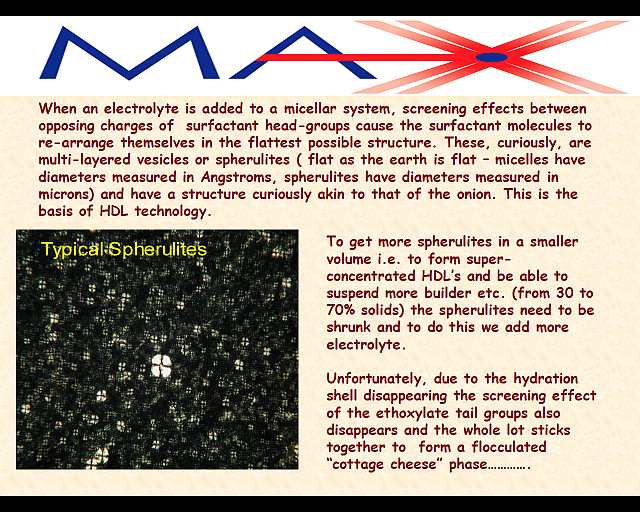 MAX
When an electrolyte is added to a micellar system, screening effects between
opposing charges of surfactant head-groups cause the surfactant molecules to
re-arrange themselves in the flattest possible structure. These, curiously, are
multi-layered vesicles or spherulites ( flat as the earth is flat – micelles have
diameters measured in Angstroms, spherulites have diameters measured in
microns) and have a structure curiously akin to that of the onion. This is the
basis of HDL technology.
Typical Spherulites
To get more spherulites in a smaller
volume i.e. to form super-
concentrated HDL's and be able to
suspend more builder etc. (from 30 to
70% solids) the spherulites need to be
shrunk and to do this we add more
electrolyte.
Unfortunately, due to the hydration
shell disappearing the screening effect
of the ethoxylate tail groups also
disappears and the whole lot sticks
together to form a flocculated
“cottage cheese” phase………….